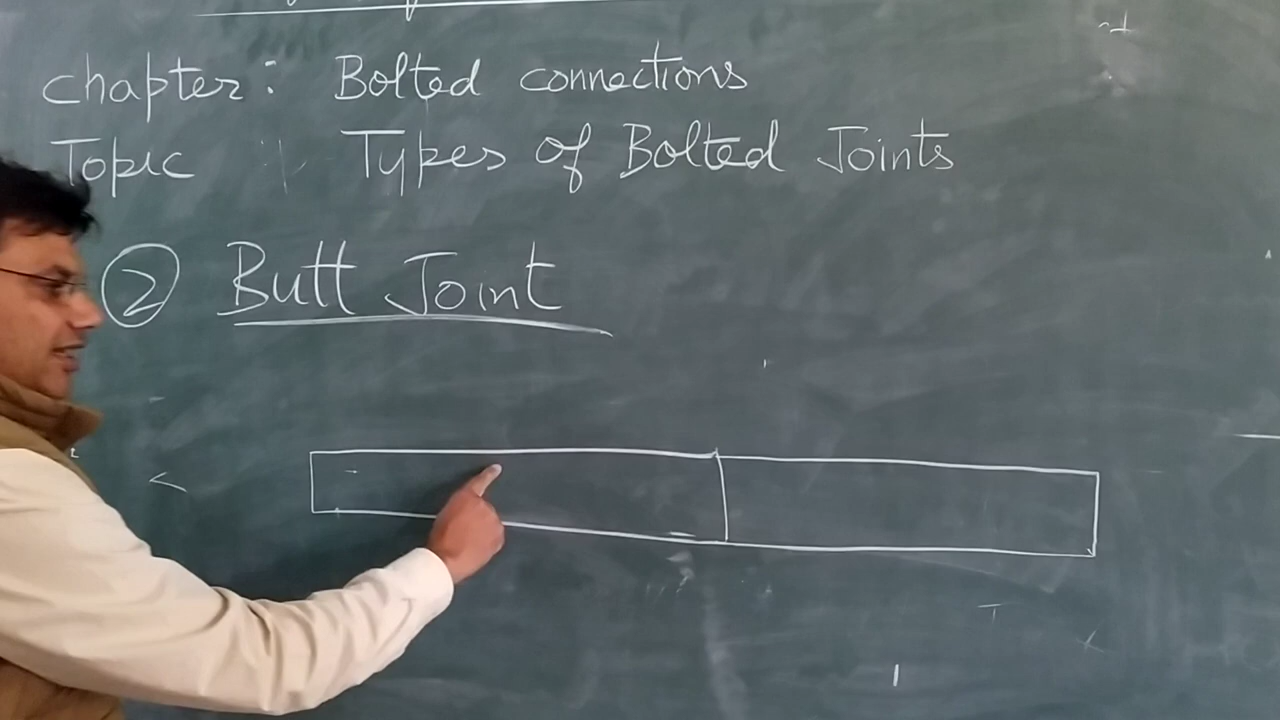 chapter: Bolted connections
Topic : Types of Bolted Joints
② Butt Joint